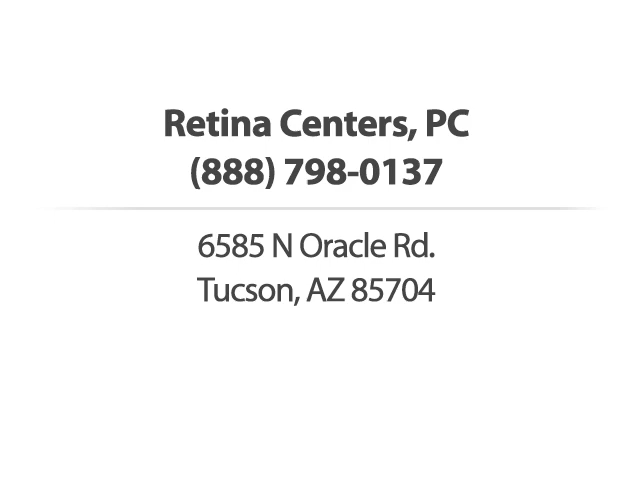 Retina Centers, PC
(888) 798-0137
6585 N Oracle Rd.
Tucson, AZ 85704